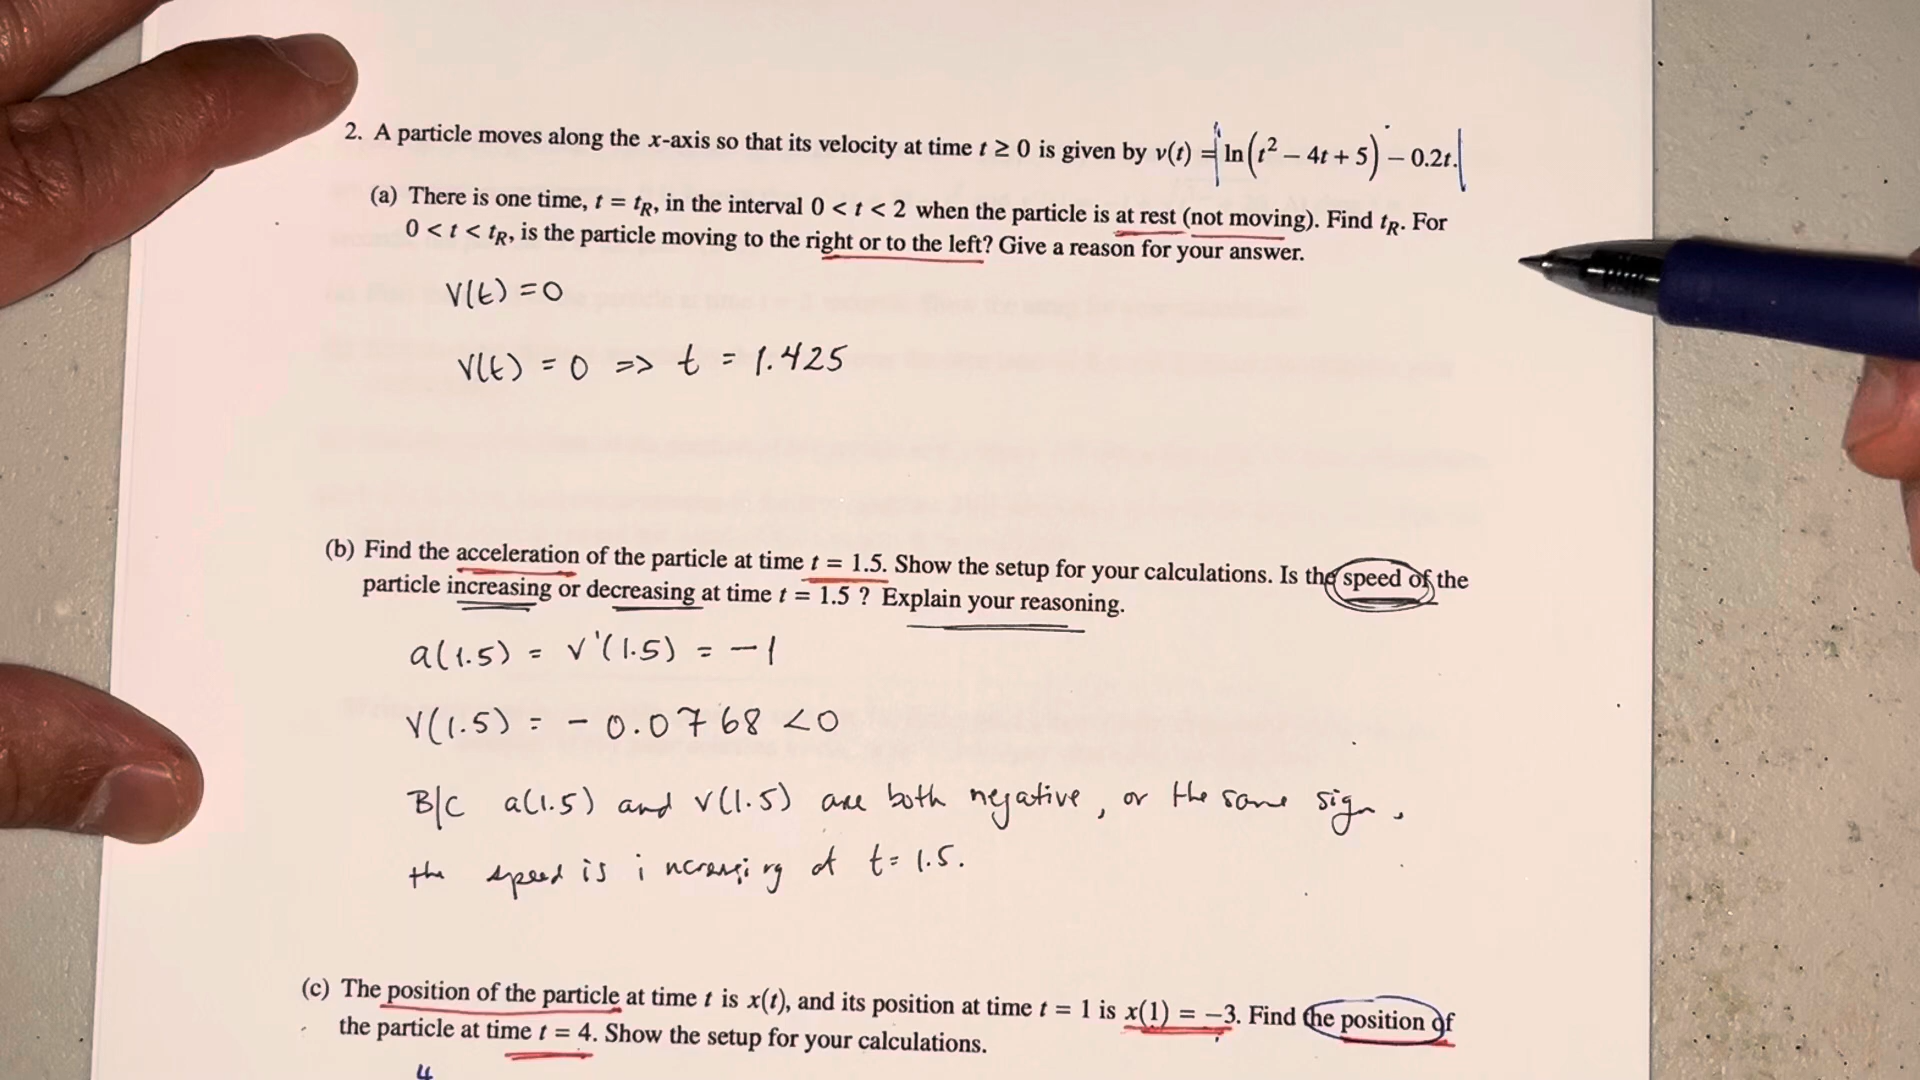 2. A particle moves along the x-axis so that its velocity at time t ≥ 0 is given by v(t) = ln(t² − 4t + 5) − 0.2t.
(a) There is one time, t = t_R, in the interval 0 < t < 2 when the particle is at rest (not moving). Find t_R. For
0 < t < t_R, is the particle moving to the right or to the left? Give a reason for your answer.
v(t) = 0
v(t) = 0 => t = 1.425
(b) Find the acceleration of the particle at time t = 1.5. Show the setup for your calculations. Is the speed of the
particle increasing or decreasing at time t = 1.5 ? Explain your reasoning.
a(1.5) = v'(1.5) = -1
v(1.5) = -0.0768 <0
B/C a(1.5) and v(1.5) are both negative, or the same sign,
the speed is increasing at t = 1.5.
(c) The position of the particle at time t is x(t), and its position at time t = 1 is x(1) = −3. Find the position of
the particle at time t = 4. Show the setup for your calculations.
4